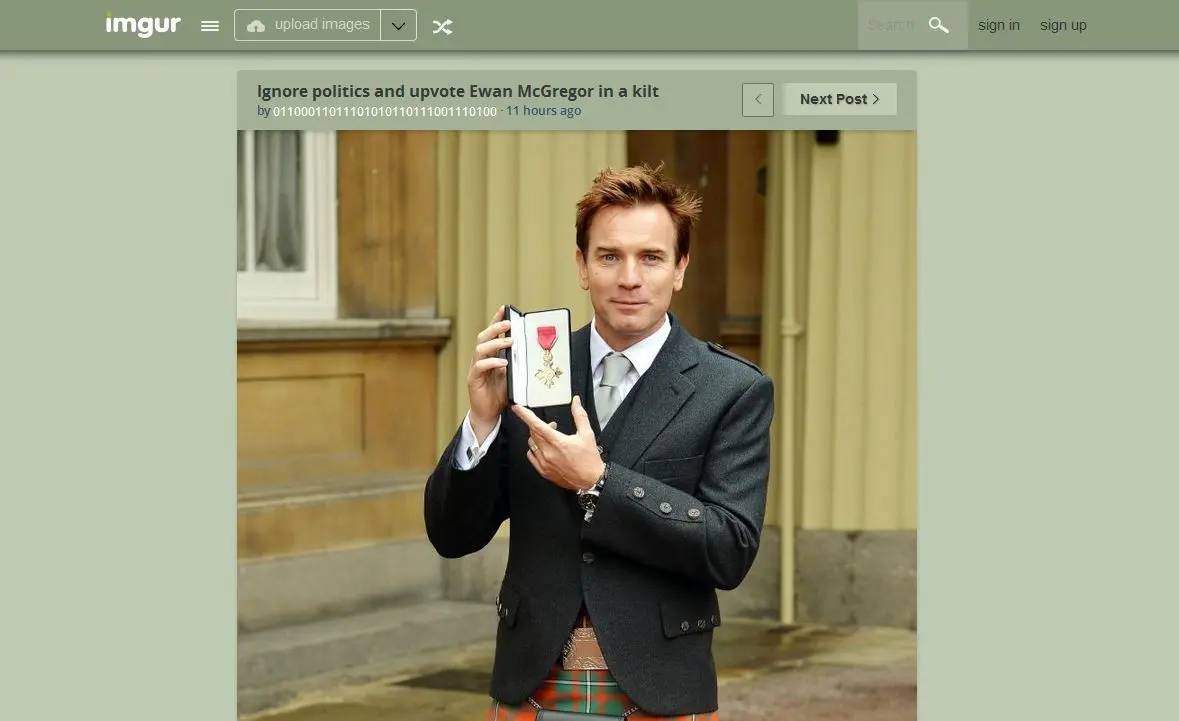 imgur
upload images
Search
sign in
sign up
Ignore politics and upvote Ewan McGregor in a kilt
by 01100011011101010110111001110100 · 11 hours ago
Next Post